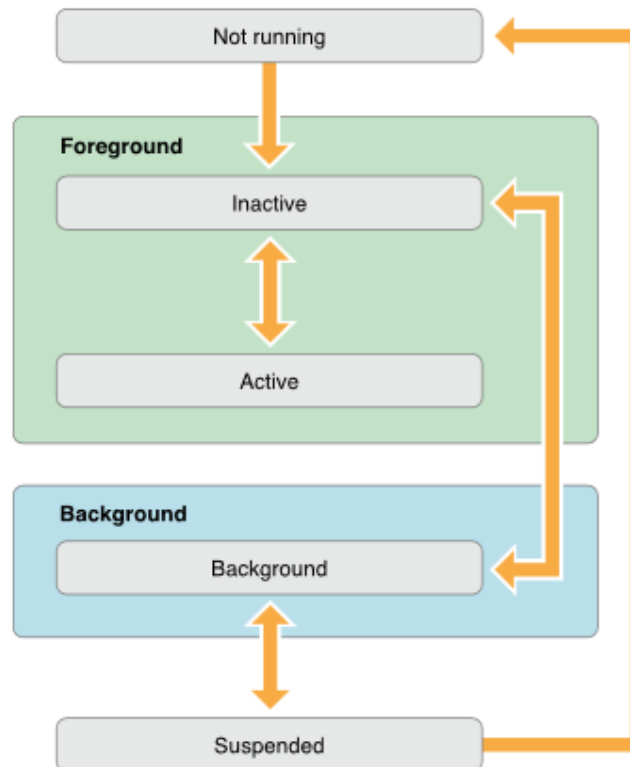 Not running
Foreground
Inactive
Active
Background
Background
Suspended